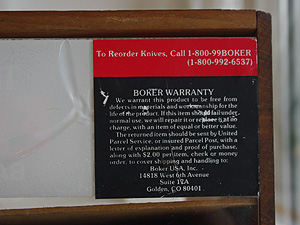 To Reorder Knives, Call 1-800-99BOKER
(1-800-992-6537)
BOKER WARRANTY
We warrant this product to be free from
defects in materials and workmanship for the
life of the product. If this item should fail under
normal use, we will repair it or replace it, at no
charge, with an item of equal or better value.
The returned item should be sent by United
Parcel Service, or insured Parcel Post, with a
letter of explanation and proof of purchase,
along with $2.00 per item, check or money
order, to cover shipping and handling to:
Boker USA, Inc.
14818 West 6th Avenue
Suite 12A
Golden, CO 80401